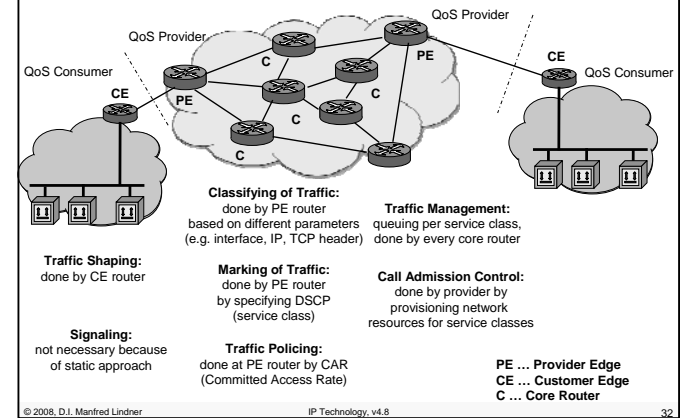 QoS Provider
QoS Provider
C
PE
QoS Consumer
CE
QoS Consumer
CE
PE
C
C
C
Classifying of Traffic:
done by PE router
based on different parameters
(e.g. interface, IP, TCP header)
Traffic Management:
queuing per service class,
done by every core router
Traffic Shaping:
done by CE router
Marking of Traffic:
done by PE router
by specifying DSCP
(service class)
Call Admission Control:
done by provider by
provisioning network
resources for service classes
Signaling:
not necessary because
of static approach
Traffic Policing:
done at PE router by CAR
(Committed Access Rate)
PE ... Provider Edge
CE ... Customer Edge
C ... Core Router
© 2008, D.I. Manfred Lindner
IP Technology, v4.8
32